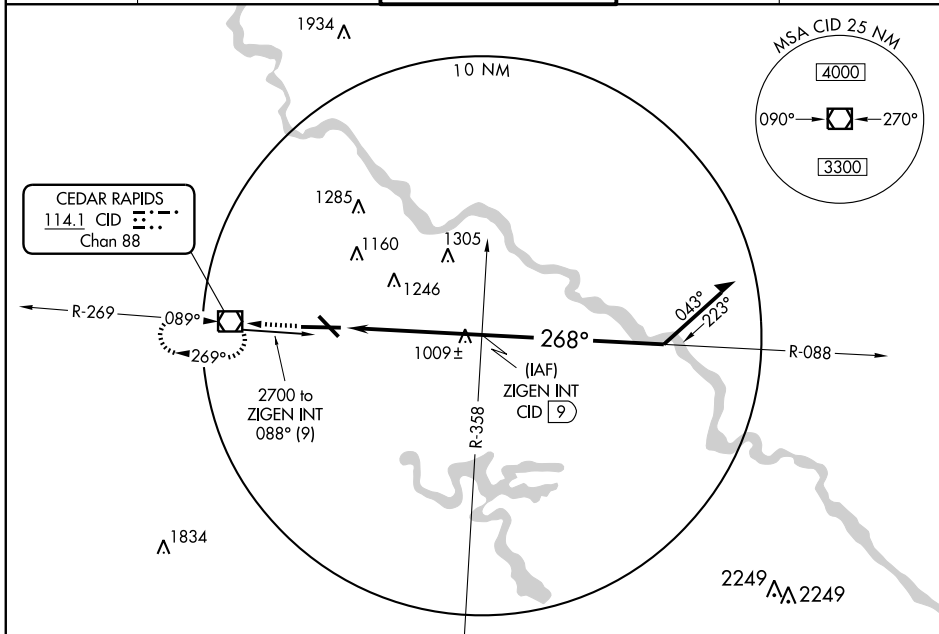 1934
MSA CID 25 NM
4000
090°
270°
3300
10 NM
CEDAR RAPIDS
114.1 CID
Chan 88
1285
1160
1305
1246
R-269
089°
269°
268°
043°
223°
1009±
R-088
(IAF)
ZIGEN INT
CID 9
2700 to
ZIGEN INT
088° (9)
R-358
1834
2249
2249